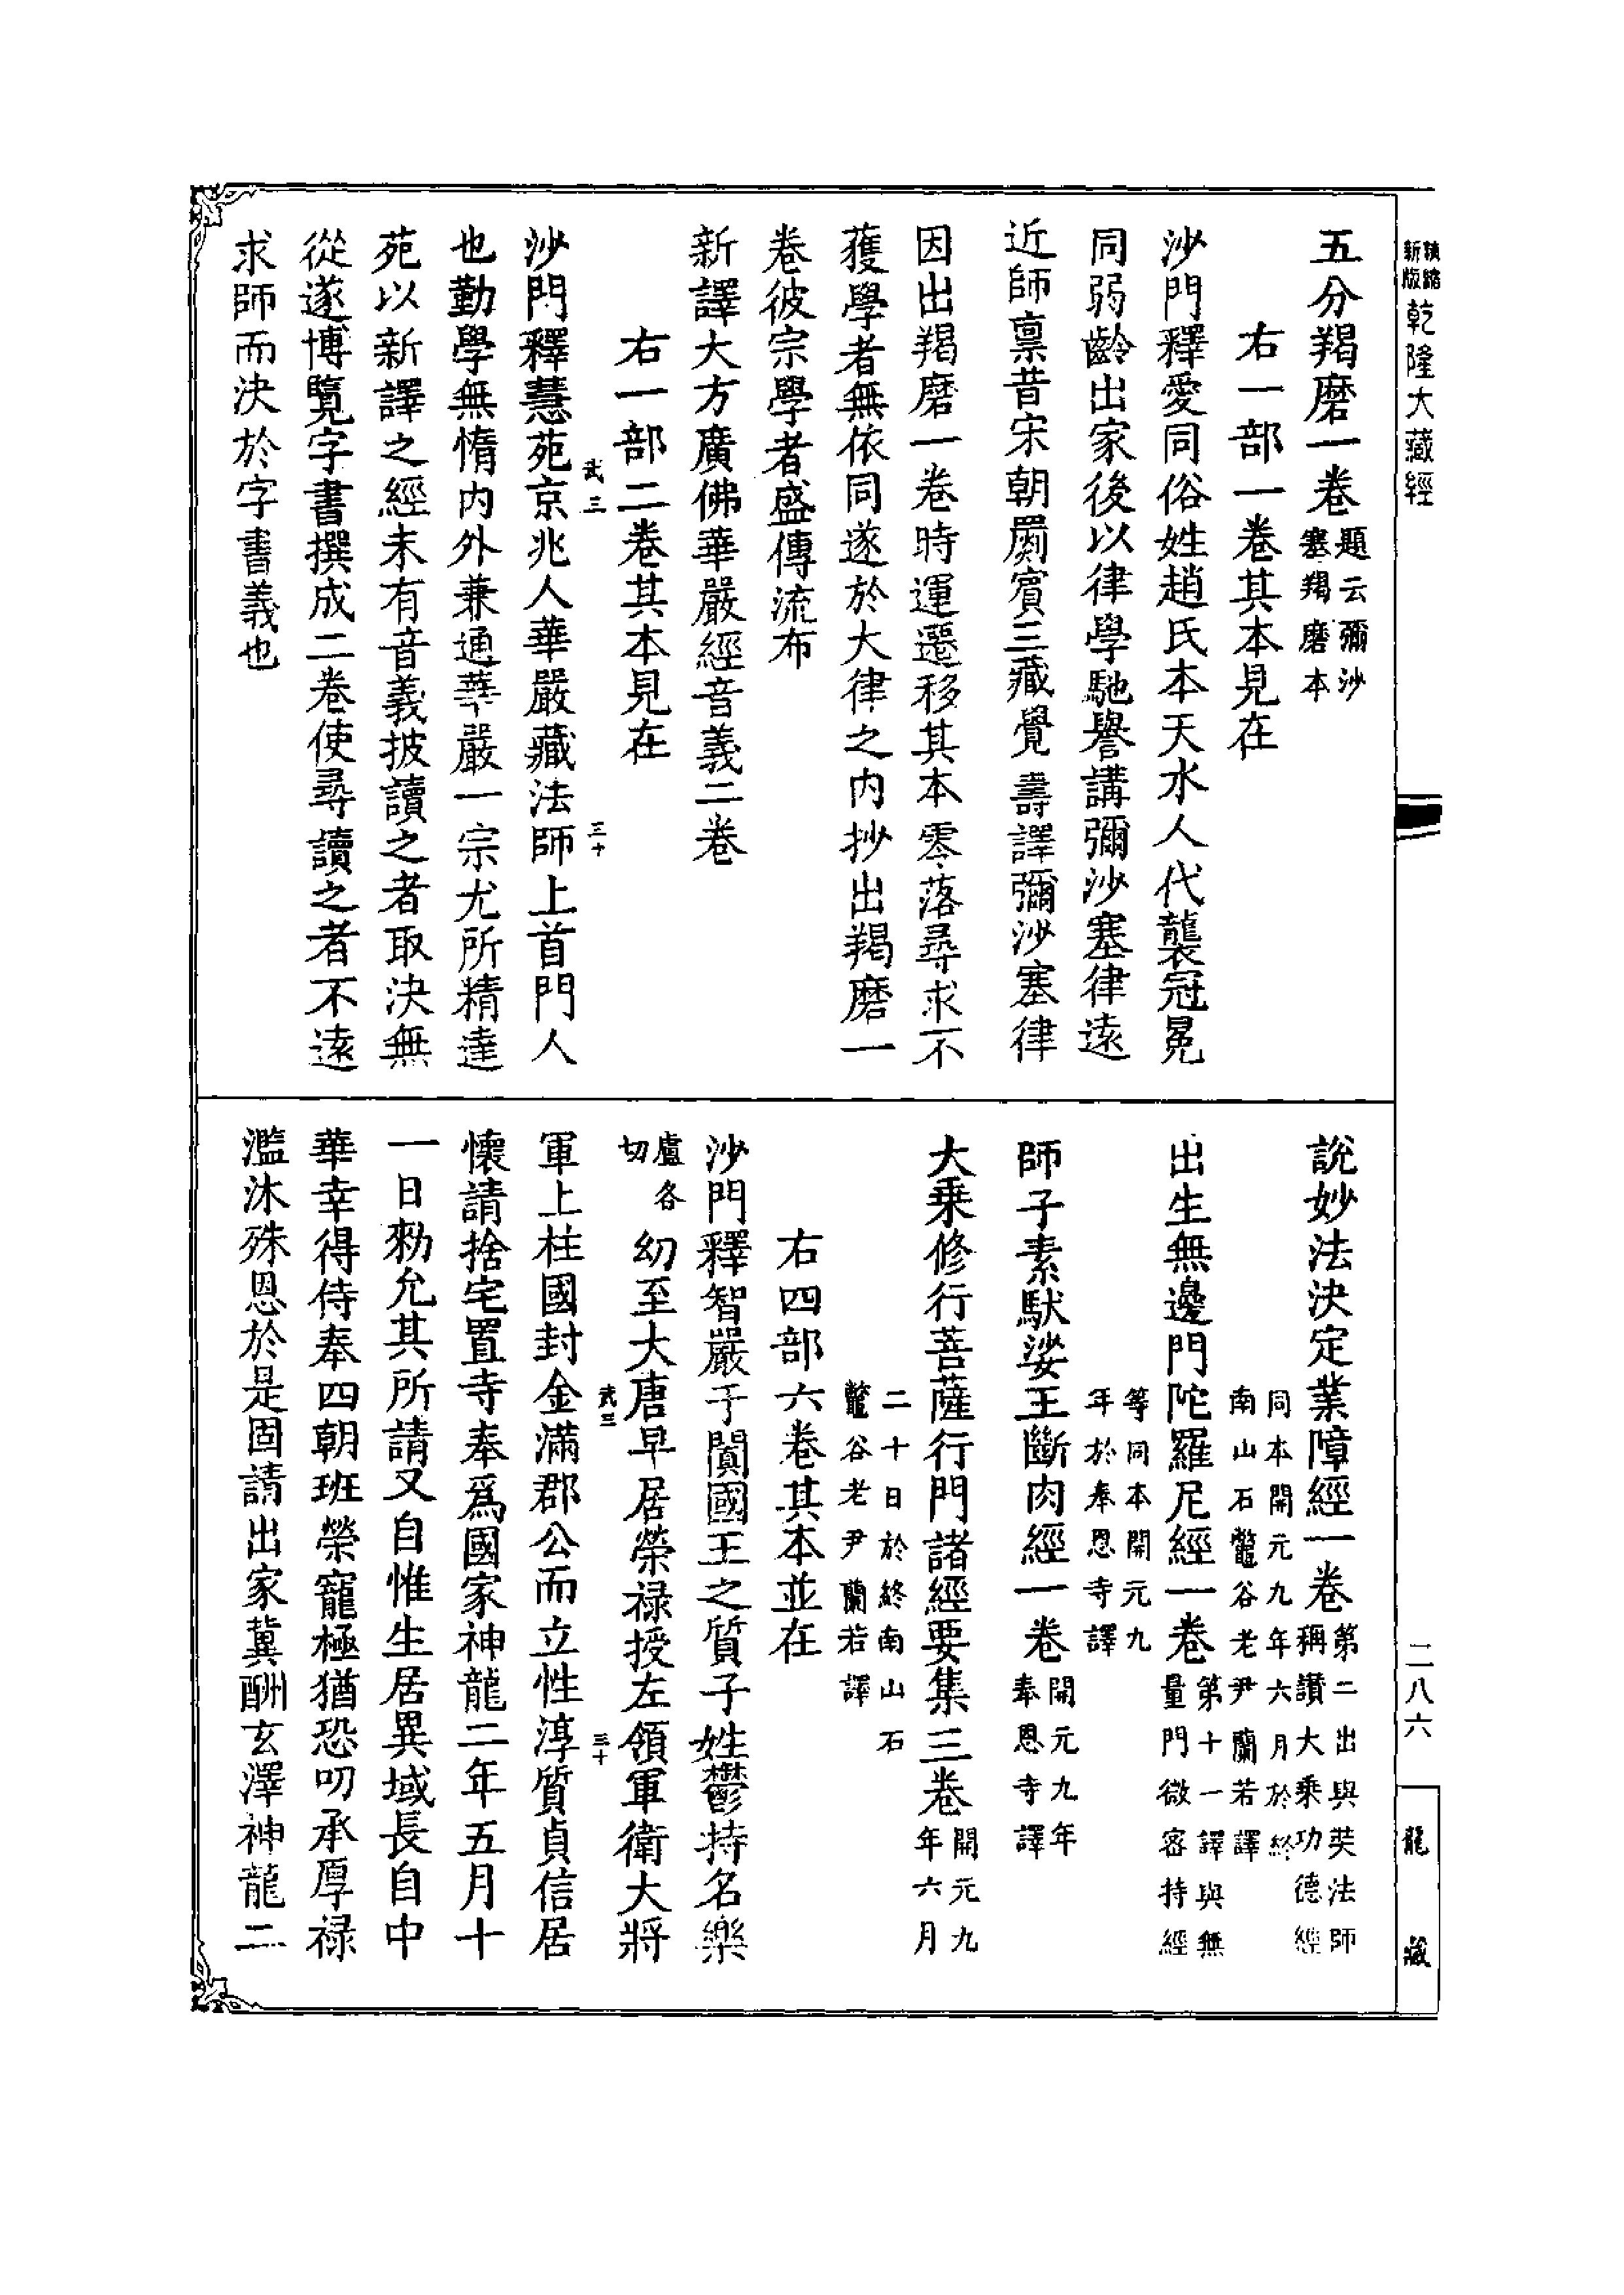 五分羯磨一卷題云彌沙塞羯磨本
右一部一卷其本見在
沙門釋愛同俗姓趙氏本天水人代襲冠冕
同弱齡出家後以律學馳譽講彌沙塞律遠
近師稟昔宋朝罽賓三藏覺壽譯彌沙塞律
因出羯磨一卷時運遷移其本零落尋求不
獲學者無依同遂於大律之內抄出羯磨一
卷彼宗學者盛傳流布
新譯大方廣佛華嚴經音義二卷
右一部二卷其本見在
武三
三十
沙門釋慧苑京兆人華嚴藏法師上首門人
也勤學無惰內外兼通華嚴一宗尤所精達
苑以新譯之經未有音義披讀之者取決無
從遂博覽字書撰成二卷使尋讀之者不遠
求師而決於字書義也
說妙法決定業障經一卷第二出與奘法師稱讚大乘功德經
同本開元九年六月於終南山石鼈谷老尹蘭若譯
出生無邊門陀羅尼經一卷第十一譯與無量門微密持經
等同本開元九年於奉恩寺譯
師子素馱娑王斷肉經一卷開元九年奉恩寺譯
大乘修行菩薩行門諸經要集三卷開元九年六月
二十日於終南山石鼈谷老尹蘭若譯
右四部六卷其本並在
沙門釋智嚴于闐國王之質子姓鬱持名樂
盧各切幼至大唐早居榮祿授左領軍衛大將
武三
三十
軍上柱國封金滿郡公而立性淳質貞信居
懷請捨宅置寺奉爲國家神龍二年五月十
一日勑允其所請又自惟生居異域長自中
華幸得侍奉四朝班榮寵極猶恐叨承厚祿
濫沐殊恩於是固請出家冀酬玄澤神龍二
精縮新版乾隆大藏經
二八六
龍藏